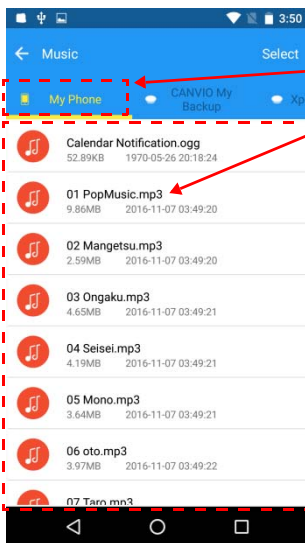 3:50
Music Select
My Phone
CANVIO My
Backup
Xp
Calendar Notification.ogg
52.89KB 1970-05-26 20:18:24
01 PopMusic.mp3
9.86MB 2016-11-07 03:49:20
02 Mangetsu.mp3
2.59MB 2016-11-07 03:49:20
03 Ongaku.mp3
4.65MB 2016-11-07 03:49:21
04 Seisei.mp3
4.19MB 2016-11-07 03:49:21
05 Mono.mp3
3.64MB 2016-11-07 03:49:21
06 oto.mp3
3.97MB 2016-11-07 03:49:22
07 Taro.mp3